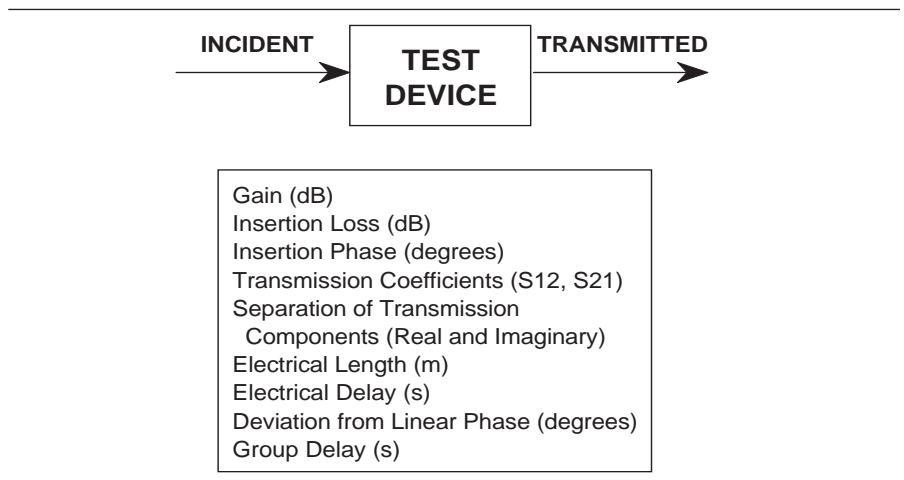 INCIDENT
TEST
DEVICE
TRANSMITTED
Gain (dB)
Insertion Loss (dB)
Insertion Phase (degrees)
Transmission Coefficients (S12, S21)
Separation of Transmission
Components (Real and Imaginary)
Electrical Length (m)
Electrical Delay (s)
Deviation from Linear Phase (degrees)
Group Delay (s)